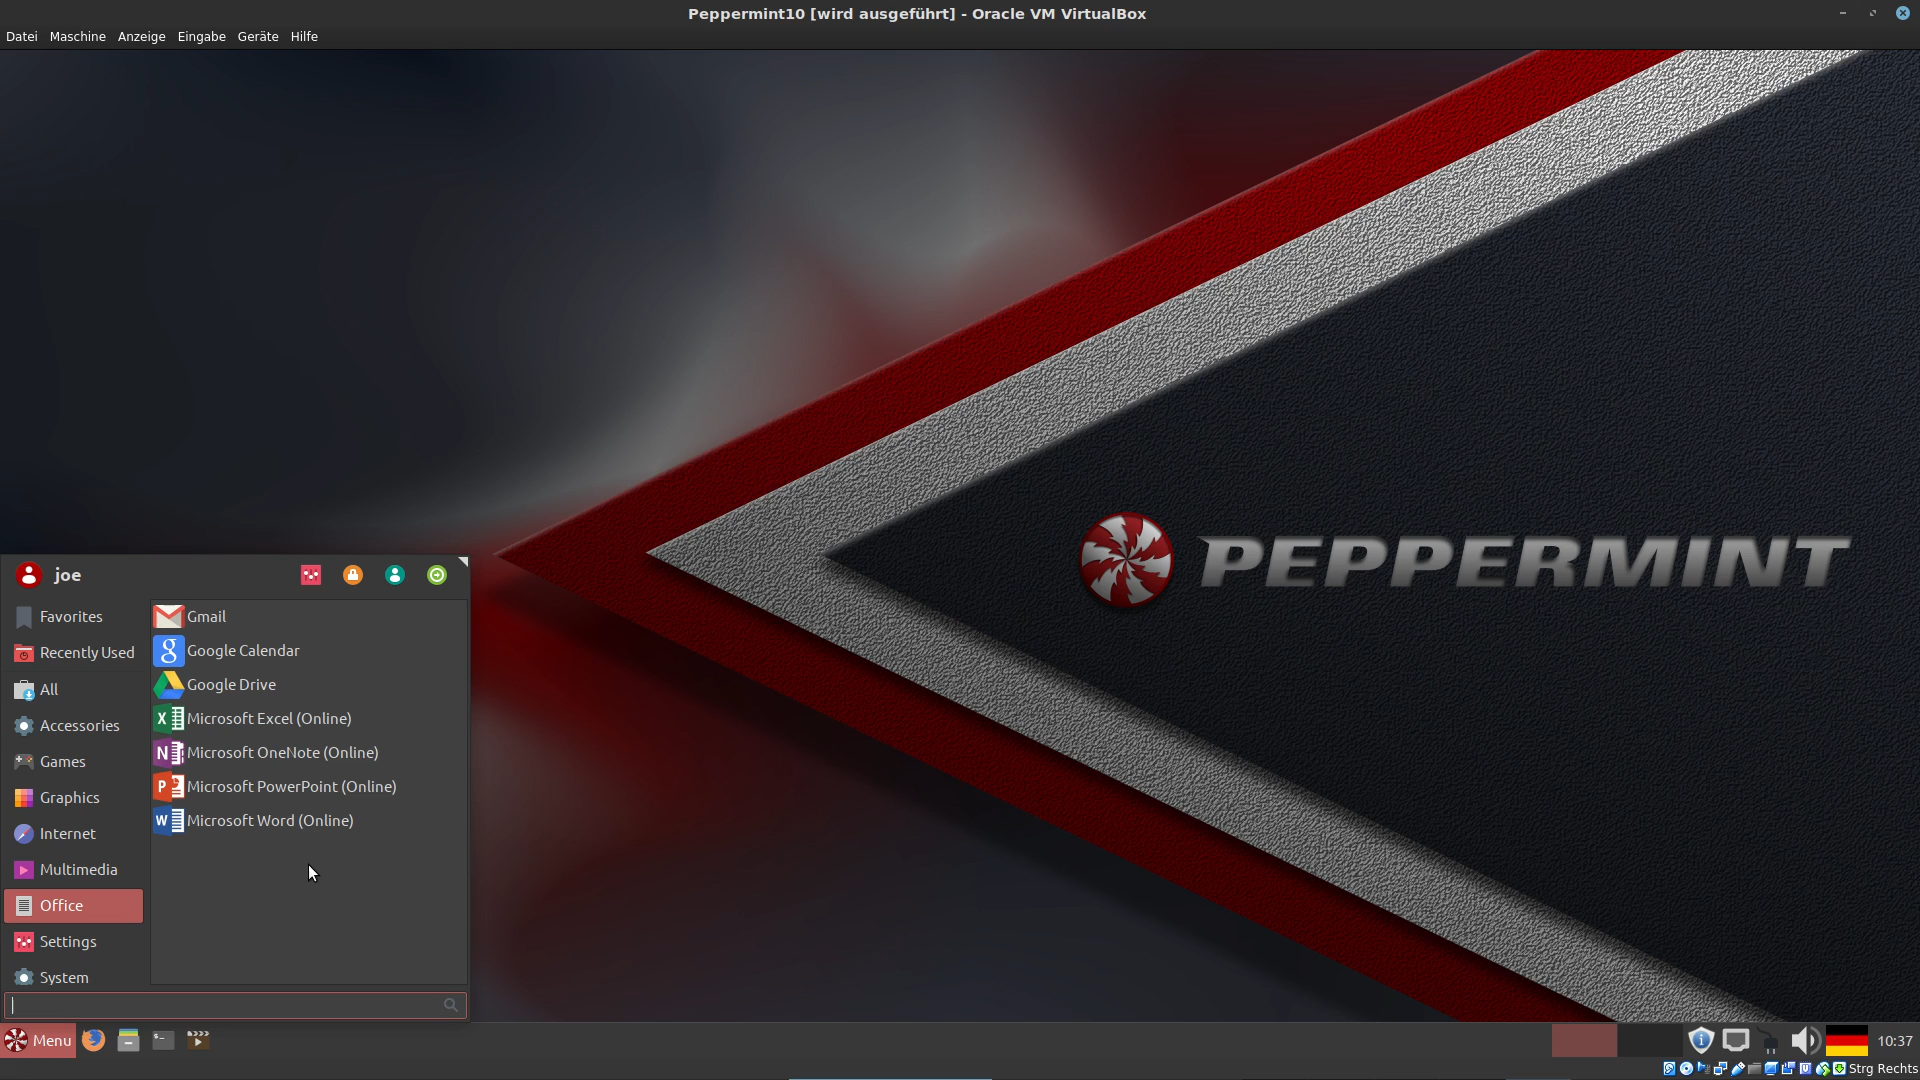 Peppermint10 [wird ausgeführt] - Oracle VM VirtualBox
Datei Maschine Anzeige Eingabe Geräte Hilfe
PEPPERMINT
joe
Favorites
Recently Used
All
Accessories
Games
Graphics
Internet
Multimedia
Office
Settings
System
Gmail
Google Calendar
Google Drive
Microsoft Excel (Online)
Microsoft OneNote (Online)
Microsoft PowerPoint (Online)
Microsoft Word (Online)
Menu
10:37
Strg Rechts